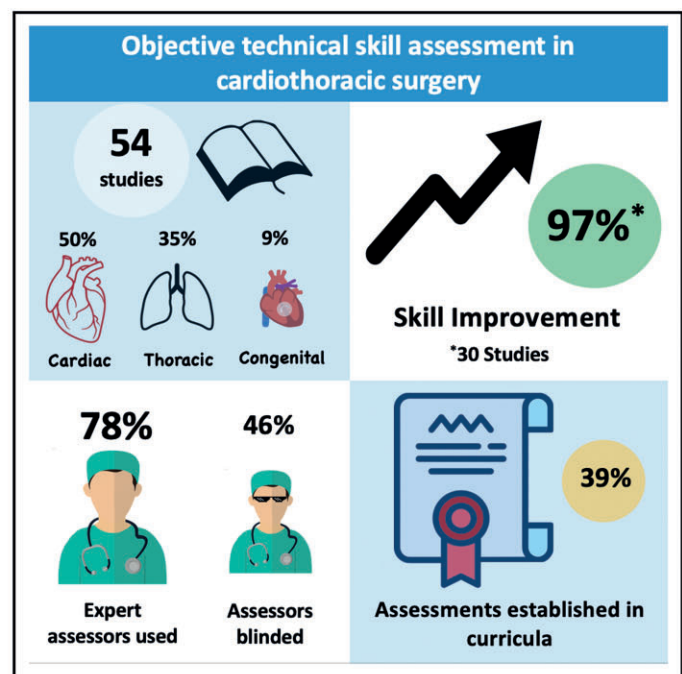 Objective technical skill assessment in
cardiothoracic surgery
54
studies
50%
35%
9%
Cardiac
Thoracic
Congenital
97%*
Skill Improvement
*30 Studies
78%
46%
Expert
assessors used
Assessors
blinded
39%
Assessments established in
curricula